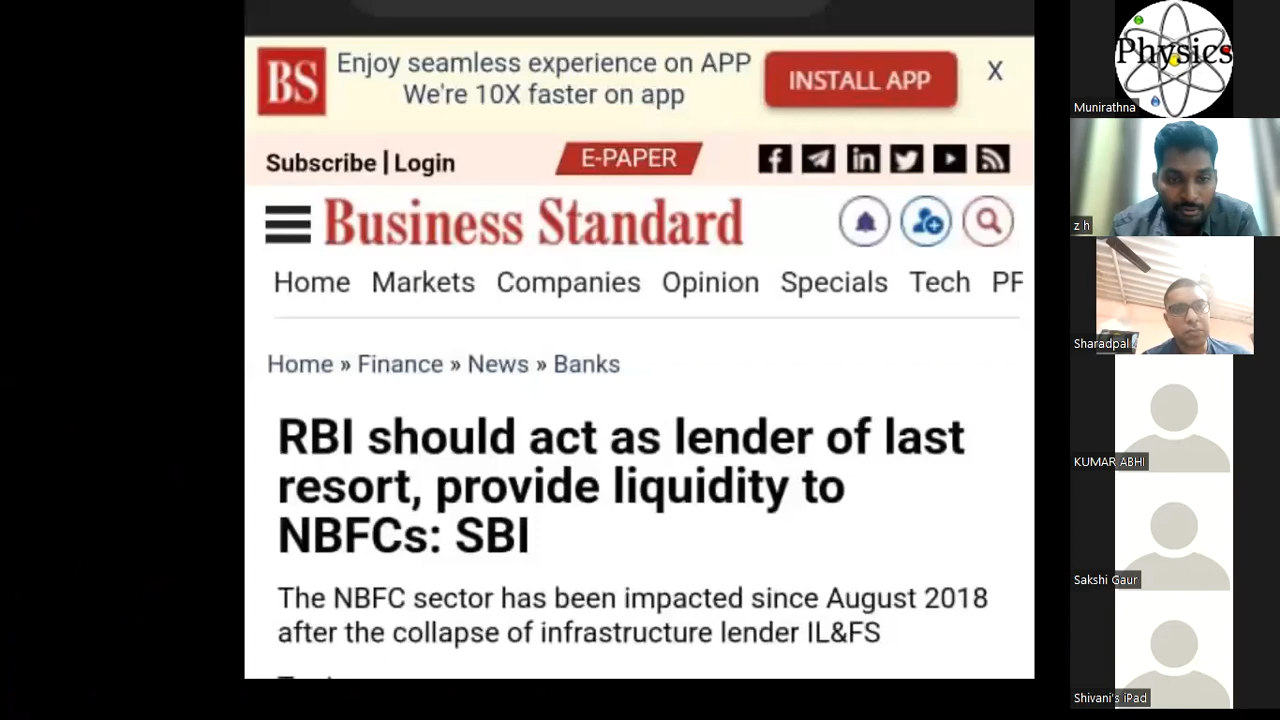 BS
Enjoy seamless experience on APP
We're 10X faster on app
INSTALL APP
X
Subscribe | Login
E-PAPER
Business Standard
Home Markets Companies Opinion Specials Tech PF
Home » Finance » News » Banks
RBI should act as lender of last
resort, provide liquidity to
NBFCs: SBI
The NBFC sector has been impacted since August 2018
after the collapse of infrastructure lender IL&FS
Physics
Munirathna
z h
Sharadpal
KUMAR ABHI
Sakshi Gaur
Shivani's iPad